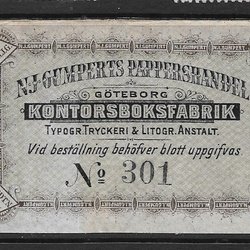 N.J. GUMPERTS PAPPERSHANDEL
GÖTEBORG
KONTORSBOKSFABRIK
TYPOGR. TRYCKERI & LITOGR. ANSTALT.
Vid beställning behöfver blott uppgifvas
No 301